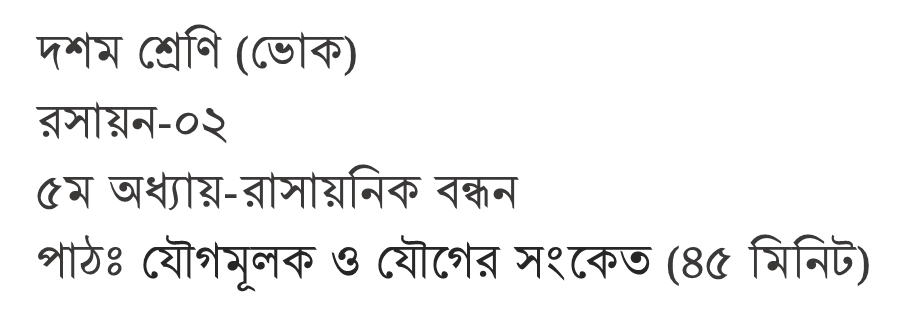 দশম শ্রেণি (ভোক)
রসায়ন-০২
৫ম অধ্যায়-রাসায়নিক বন্ধন
পাঠঃ যৌগমূলক ও যৌগের সংকেত (৪৫ মিনিট)